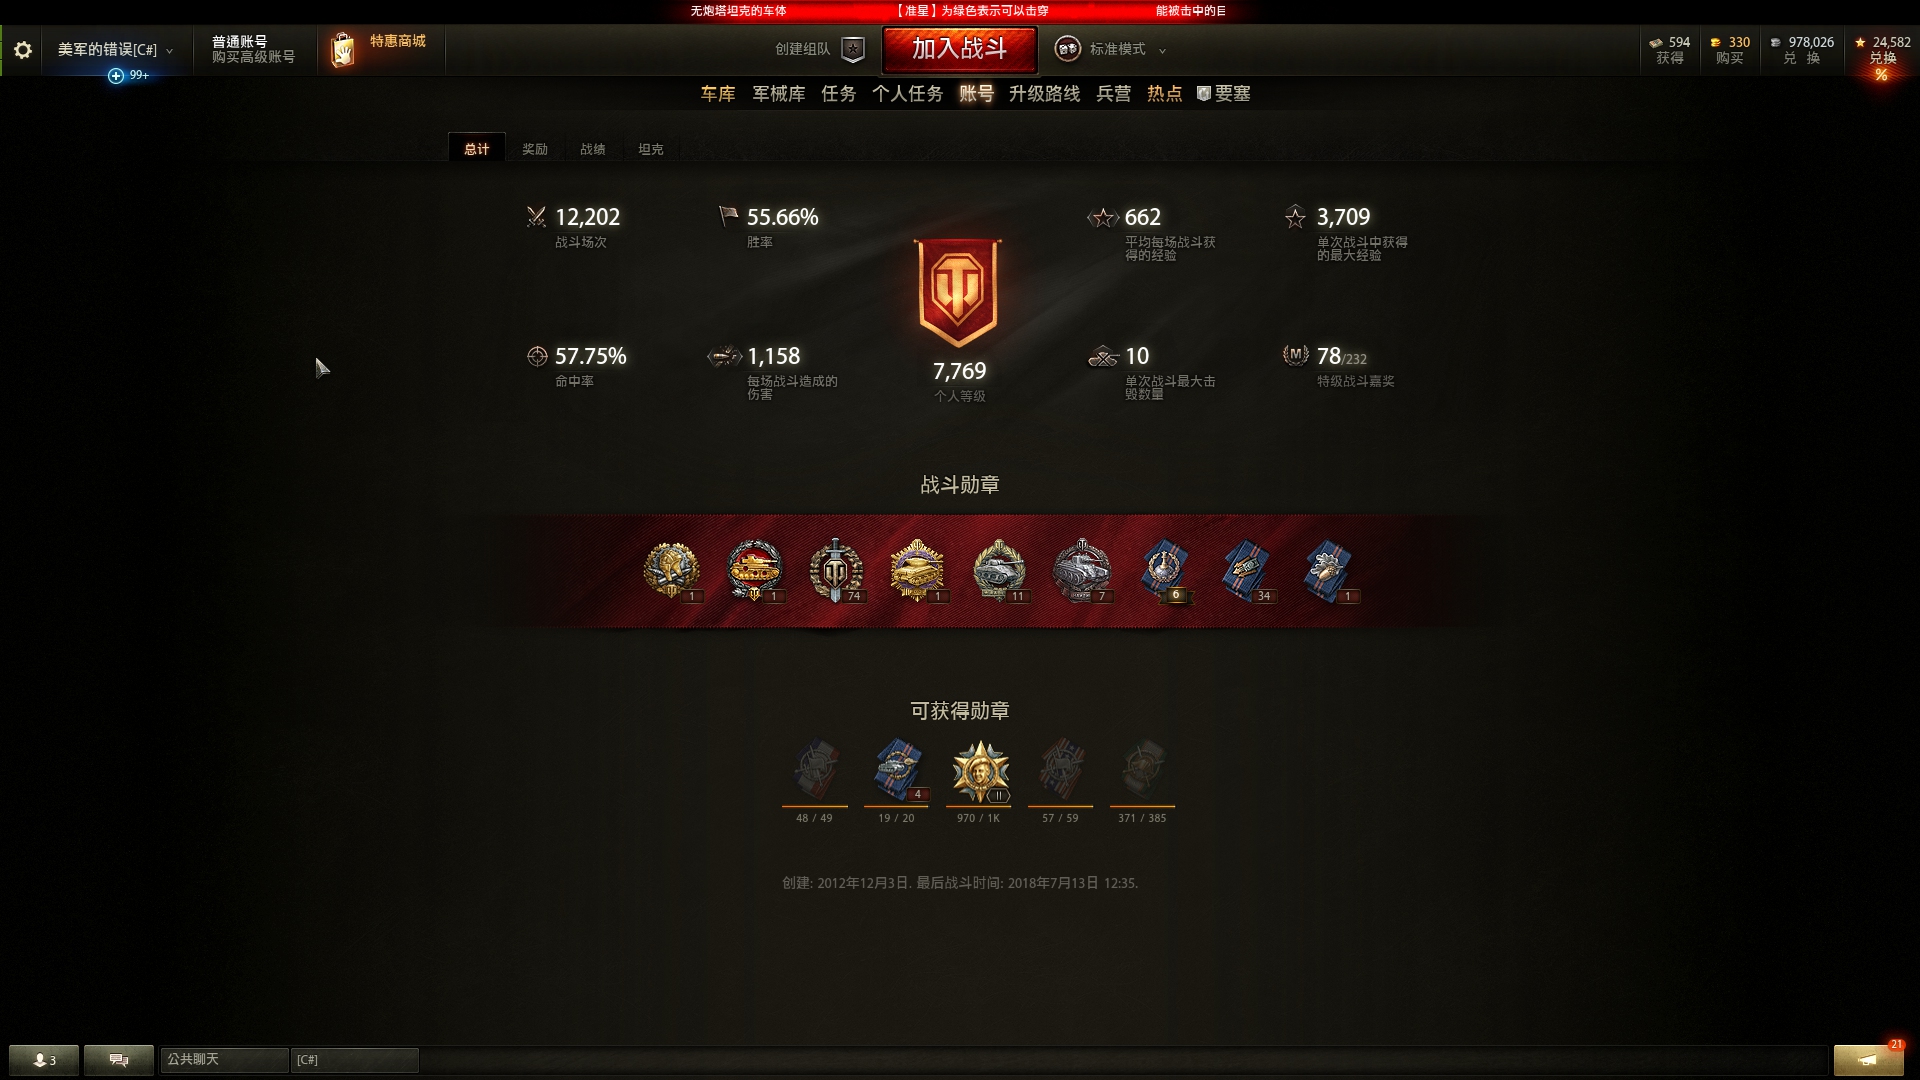 无炮塔坦克的车体 【准星】为绿色表示可以击穿 能被击中的目
美军的错误[C#]
99+
普通账号
购买高级账号
特惠商城
创建组队
加入战斗
标准模式
594
获得
330
购买
978,026
兑 换
24,582
兑换
%
车库 军械库 任务 个人任务 账号 升级路线 兵营 热点 要塞
总计 奖励 战绩 坦克
12,202
战斗场次
55.66%
胜率
662
平均每场战斗获
得的经验
3,709
单次战斗中获得
的最大经验
57.75%
命中率
1,158
每场战斗造成的
伤害
7,769
个人等级
10
单次战斗最大击
毁数量
M
78/232
特级战斗嘉奖
战斗勋章
1 1 74 1 11 7 6 34 1
可获得勋章
4 II
48 / 49 19 / 20 970 / 1K 57 / 59 371 / 385
创建: 2012年12月3日. 最后战斗时间: 2018年7月13日 12:35.
3
公共聊天
[C#]
21